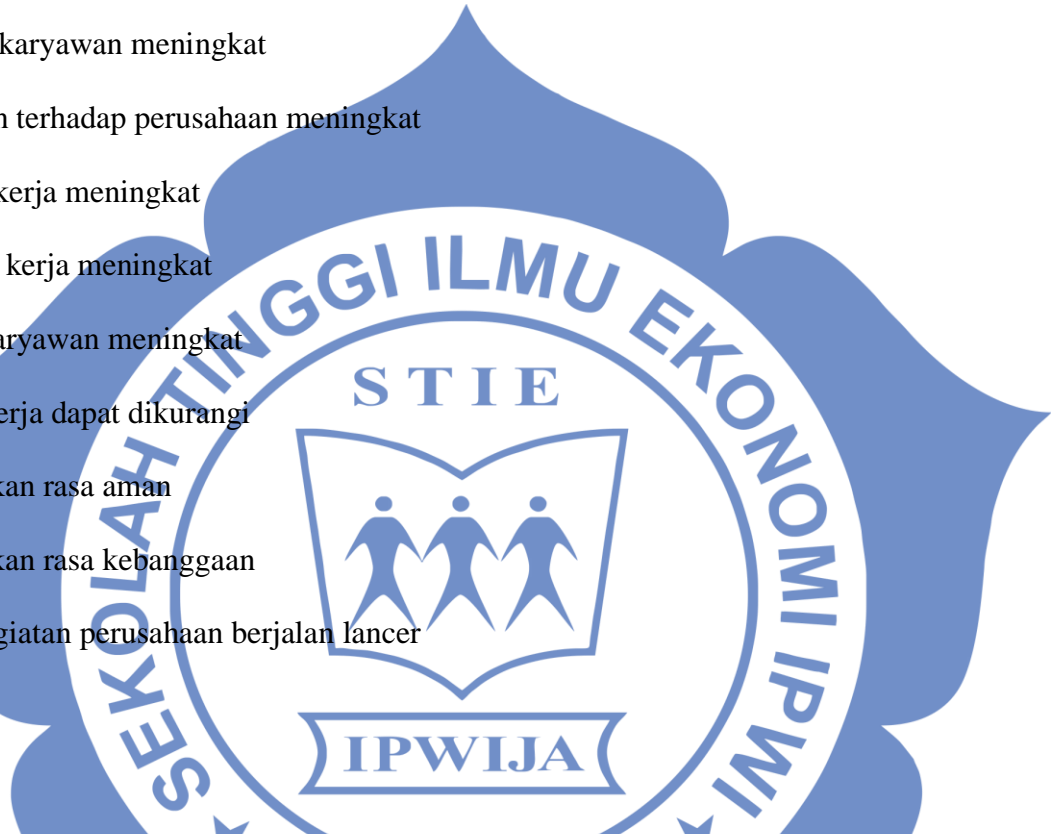 karyawan meningkat
terhadap perusahaan meningkat
kerja meningkat
kerja meningkat
aryawan meningkat
erja dapat dikurangi
kan rasa aman
kan rasa kebanggaan
giatan perusahaan berjalan lancer
SEKOLAH TINGGI ILMU EKONOMI IPWI
STIE
IPWIJA